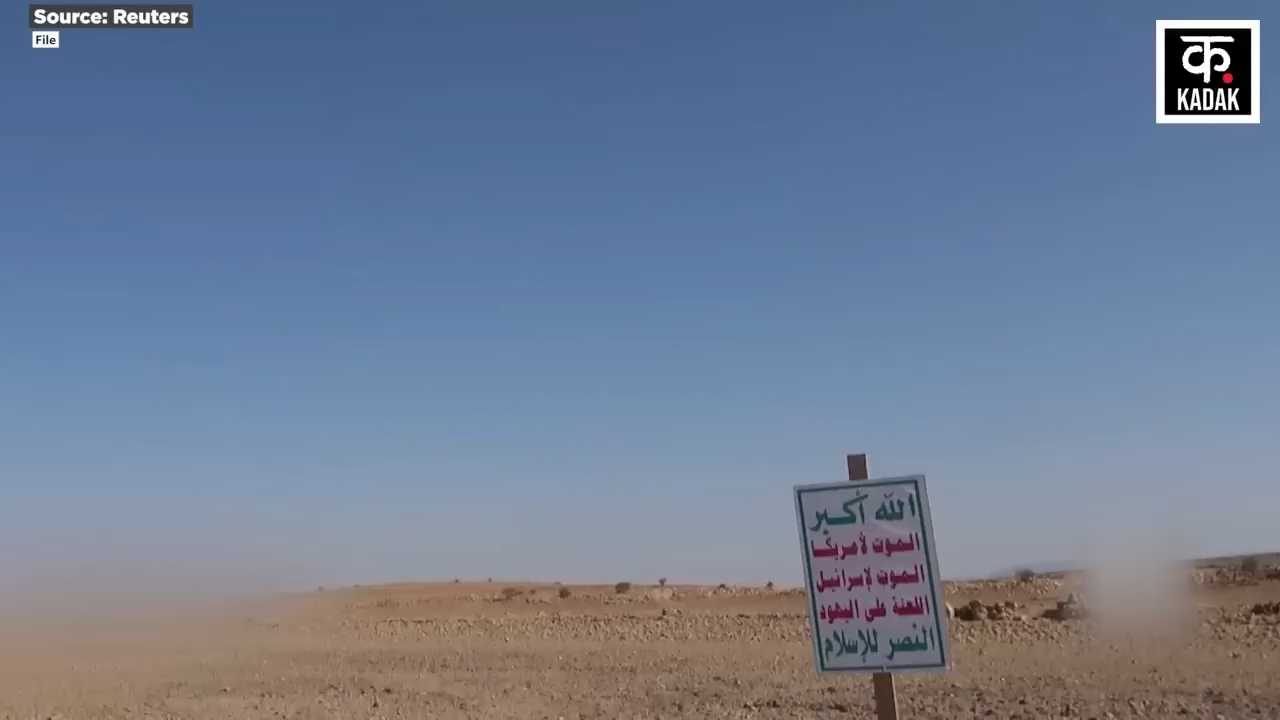 Source: Reuters
File
क.
KADAK
الله أكبر
الموت لأمريكا
الموت لإسرائيل
اللعنة على اليهود
النصر للإسلام